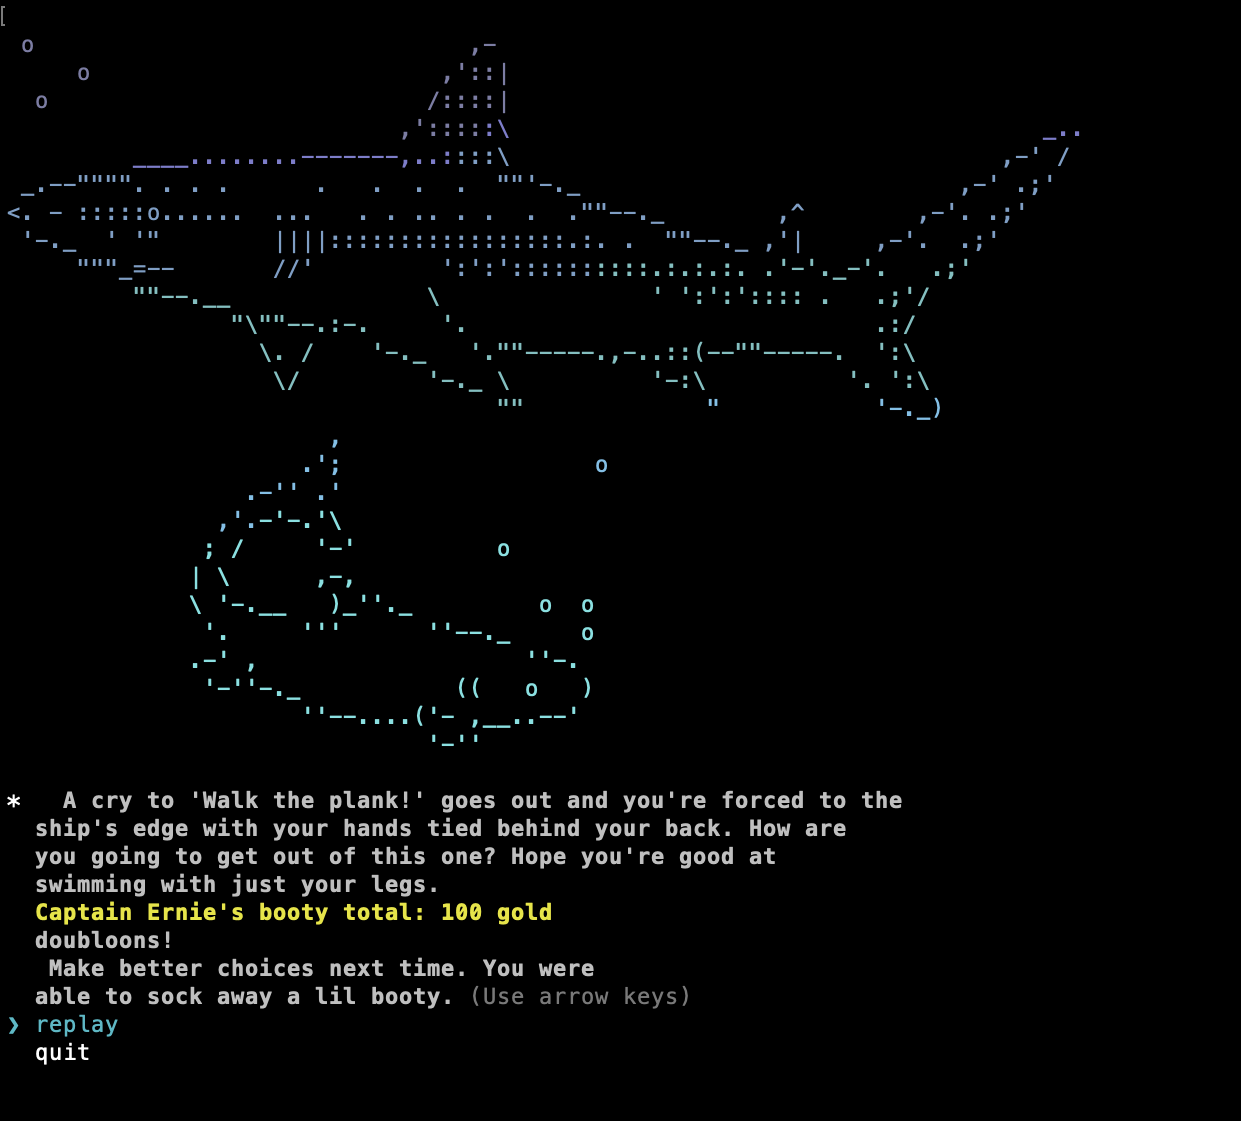 * A cry to 'Walk the plank!' goes out and you're forced to the
ship's edge with your hands tied behind your back. How are
you going to get out of this one? Hope you're good at
swimming with just your legs.
Captain Ernie's booty total: 100 gold
doubloons!
Make better choices next time. You were
able to sock away a lil booty. (Use arrow keys)
❯ replay
quit